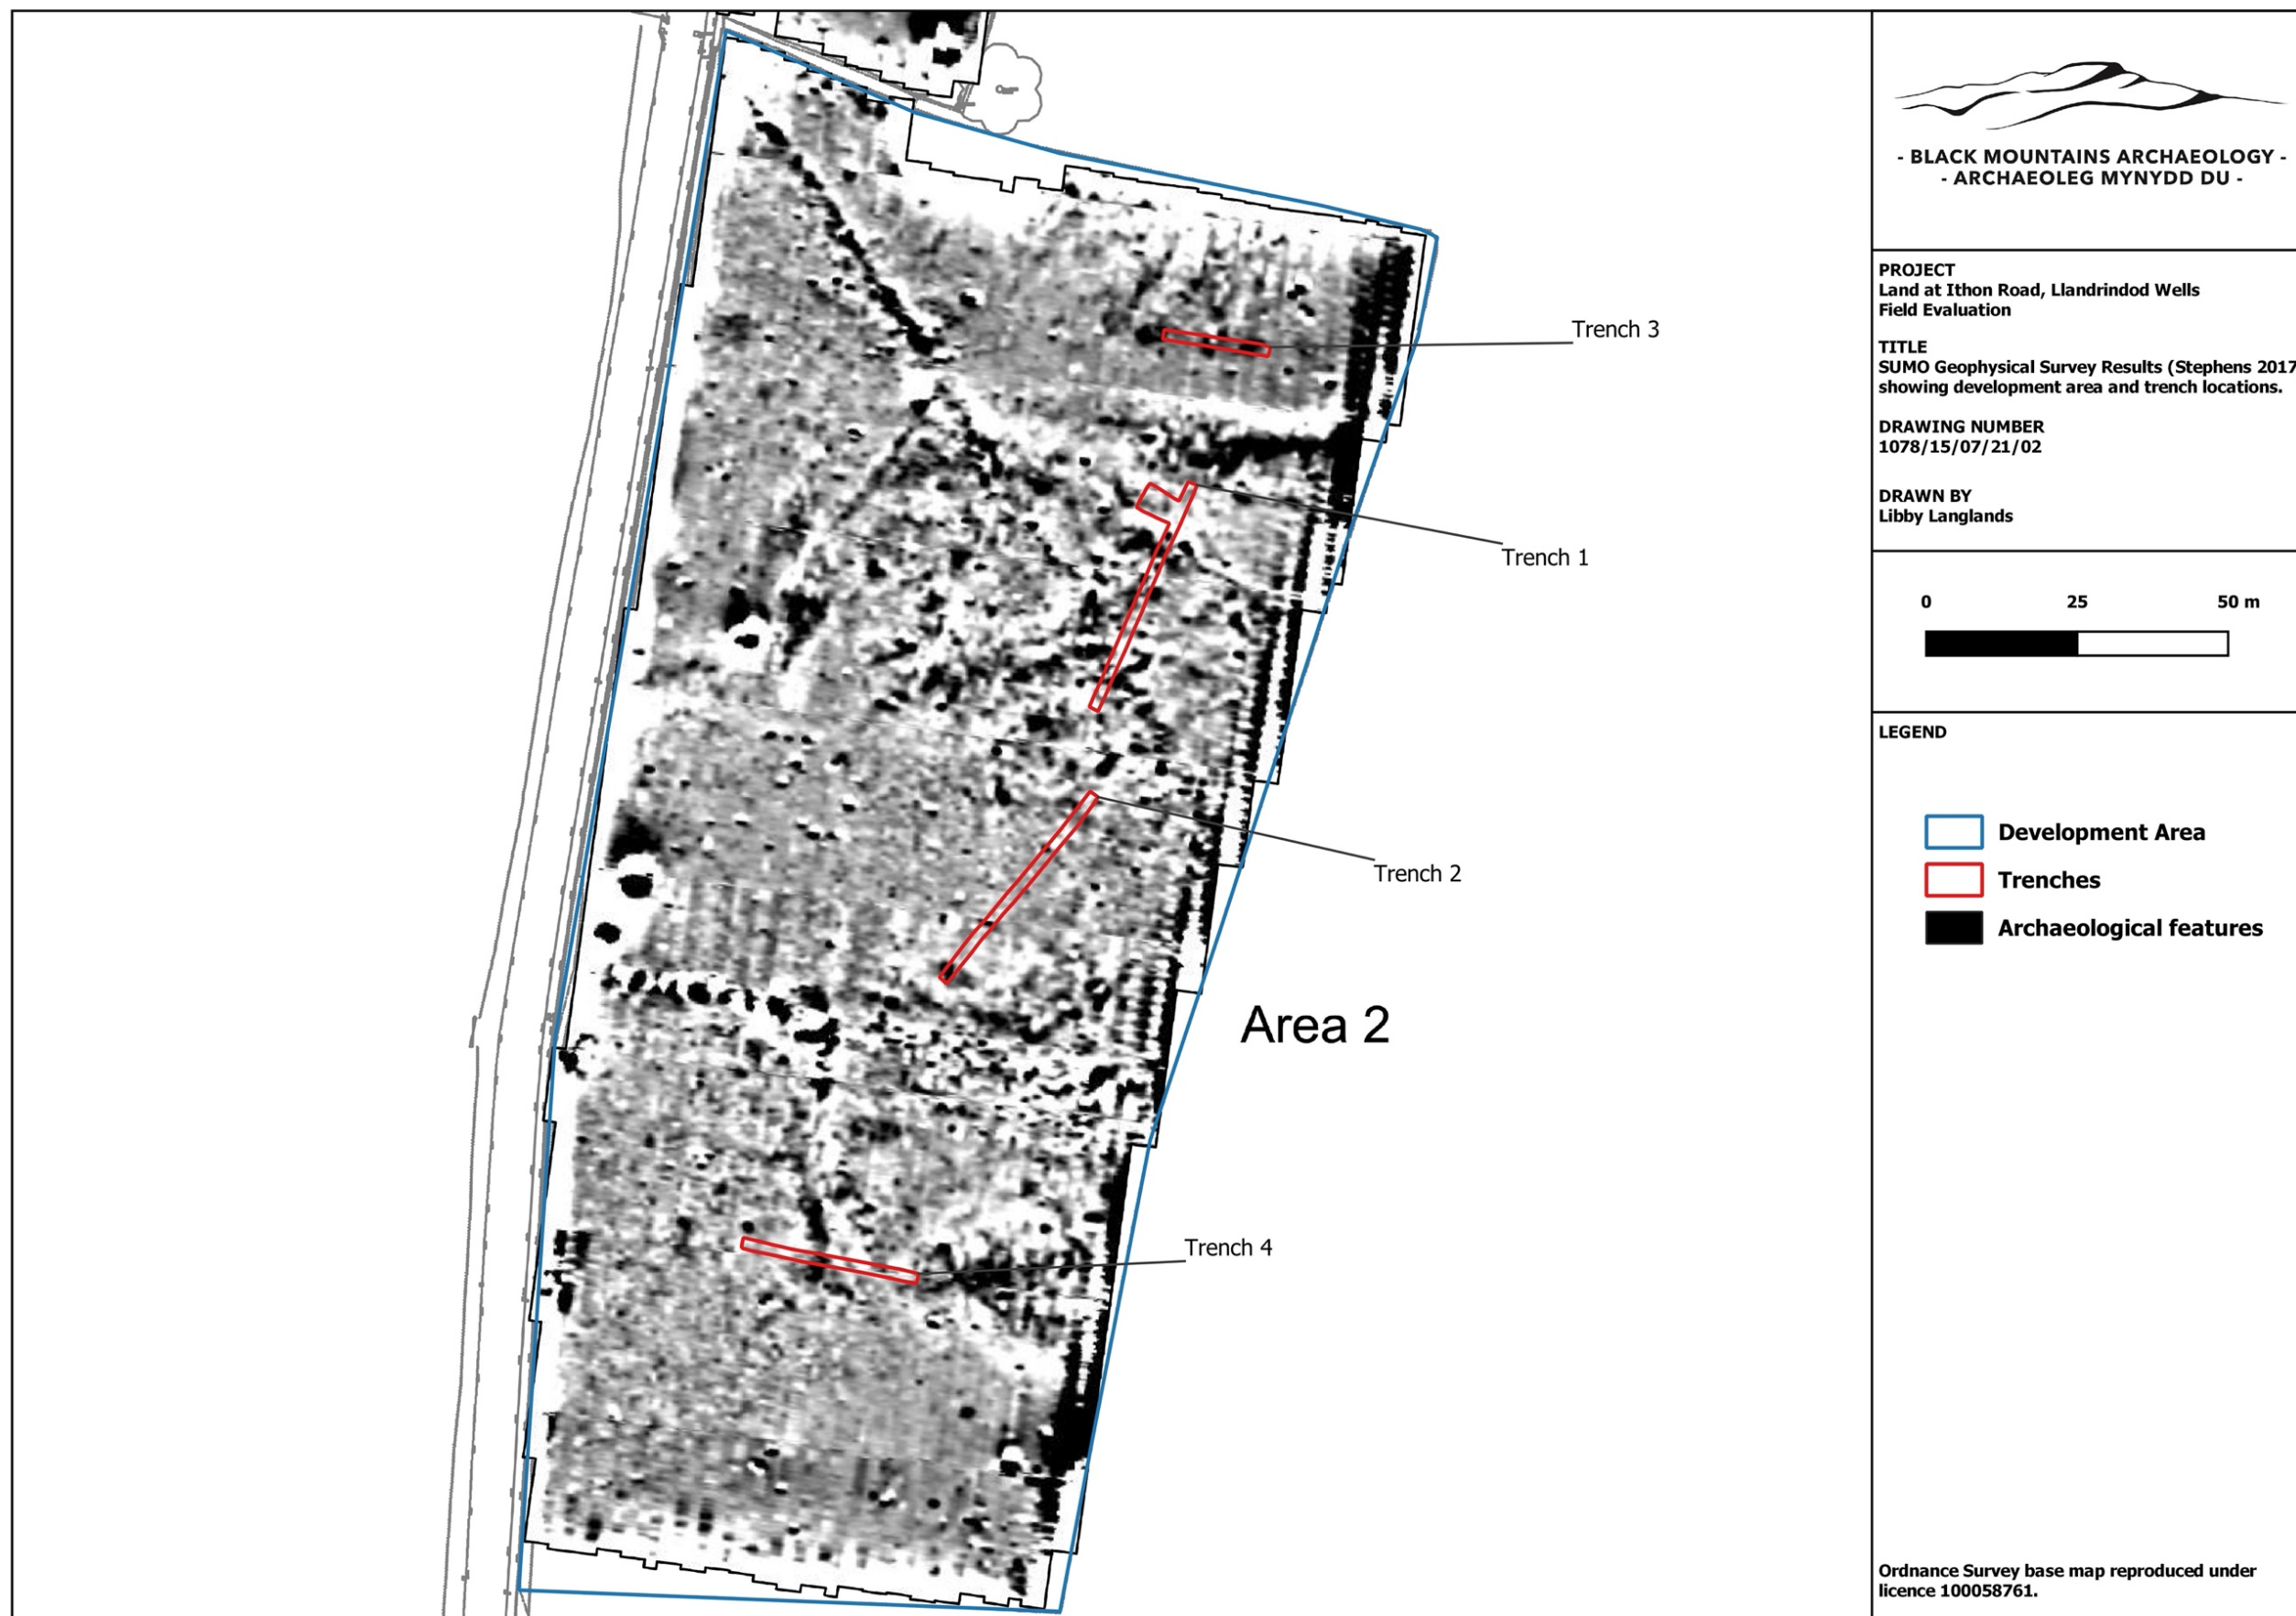 - BLACK MOUNTAINS ARCHAEOLOGY -
- ARCHAEOLEG MYNYDD DU -
PROJECT
Land at Ithon Road, Llandrindod Wells
Field Evaluation
TITLE
SUMO Geophysical Survey Results (Stephens 2017
showing development area and trench locations.
DRAWING NUMBER
1078/15/07/21/02
DRAWN BY
Libby Langlands
0 25 50 m
LEGEND
Development Area
Trenches
Archaeological features
Ordnance Survey base map reproduced under
licence 100058761.
Trench 3
Trench 1
Trench 2
Area 2
Trench 4